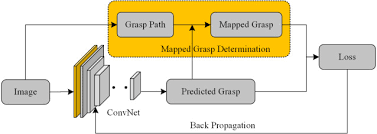 Grasp Path
Mapped Grasp
Mapped Grasp Determination
Loss
Image
ConvNet
Predicted Grasp
Back Propagation